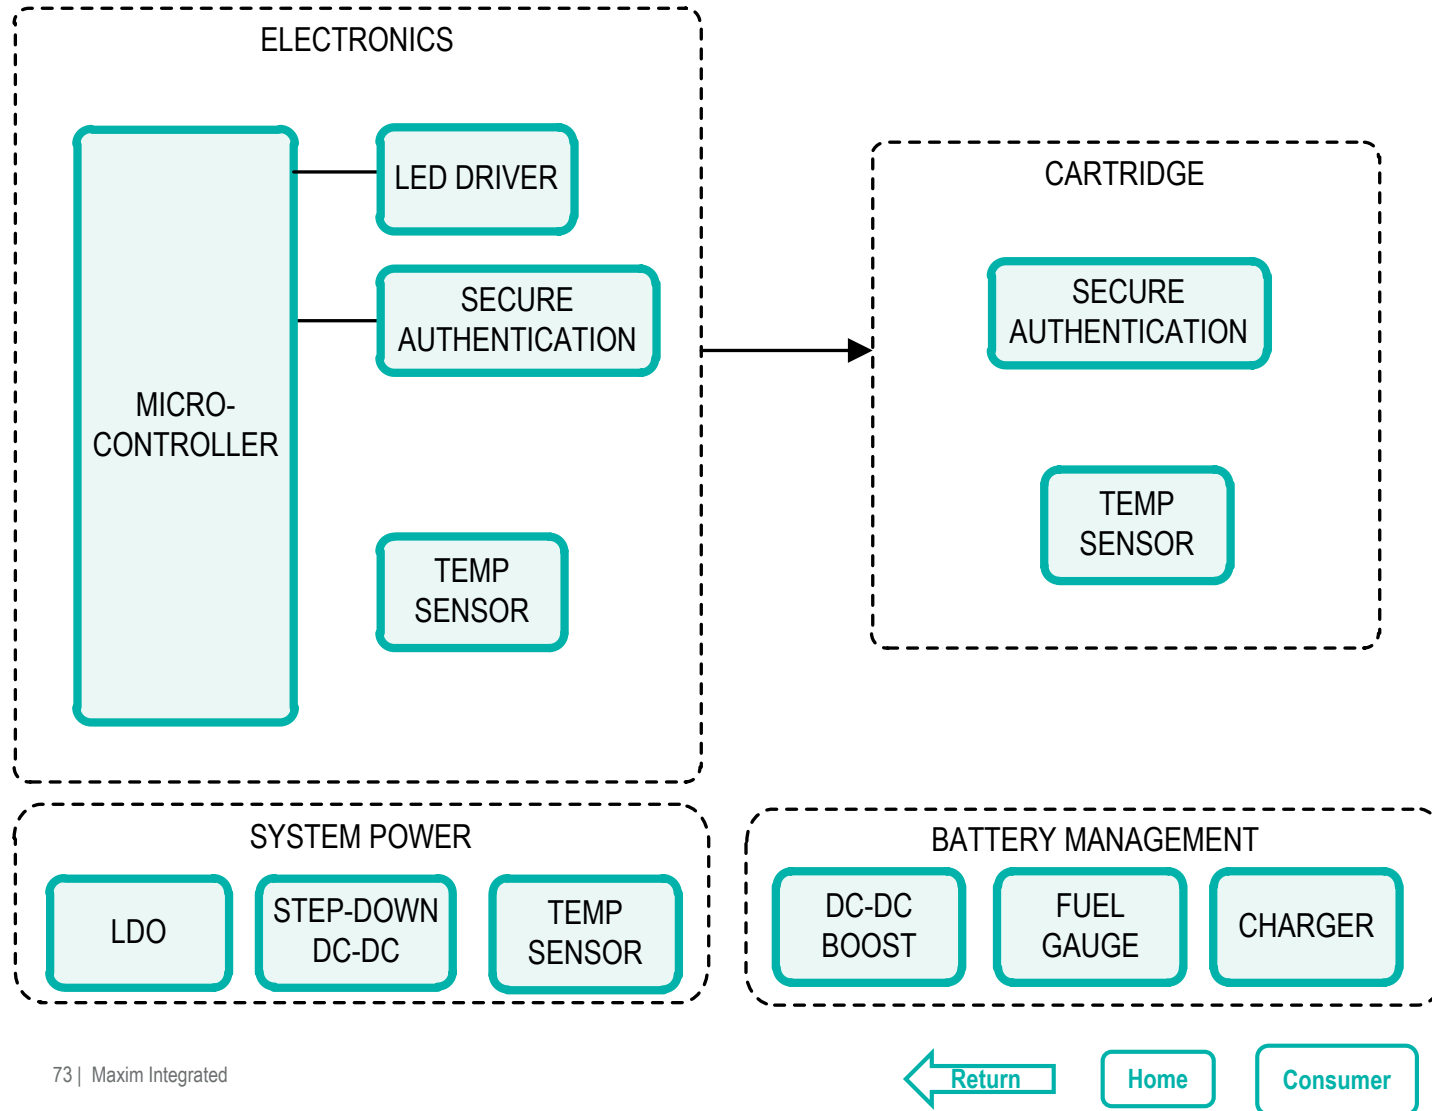 ELECTRONICS
MICRO-
CONTROLLER
LED DRIVER
SECURE
AUTHENTICATION
TEMP
SENSOR
CARTRIDGE
SECURE
AUTHENTICATION
TEMP
SENSOR
SYSTEM POWER
LDO
STEP-DOWN
DC-DC
TEMP
SENSOR
BATTERY MANAGEMENT
DC-DC
BOOST
FUEL
GAUGE
CHARGER
73 | Maxim Integrated
Return
Home
Consumer